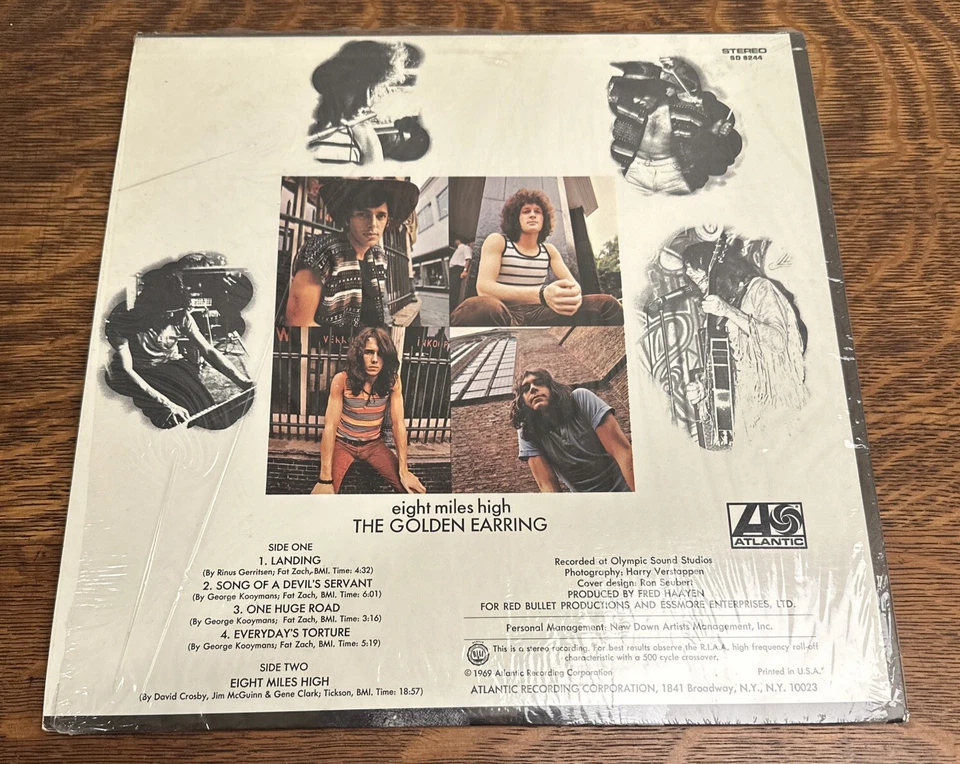 STEREO
SD 8244
INKOOP
eight miles high
THE GOLDEN EARRING
SIDE ONE
1. LANDING
(By Rinus Gerritsen; Fat Zach, BMI. Time: 4:32)
2. SONG OF A DEVIL'S SERVANT
(By George Kooymans; Fat Zach, BMI. Time: 6:01)
3. ONE HUGE ROAD
(By George Kooymans; Fat Zach, BMI. Time: 3:16)
4. EVERYDAY'S TORTURE
(By George Kooymans; Fat Zach, BMI. Time: 5:19)
SIDE TWO
EIGHT MILES HIGH
(By David Crosby, Jim McGuinn & Gene Clark; Tickson, BMI. Time: 18:57)
ATLANTIC
Recorded at Olympic Sound Studios
Photography: Harry Verstappen
Cover design: Ron Seubert
PRODUCED BY FRED HAAYEN
FOR RED BULLET PRODUCTIONS AND ESSMORE ENTERPRISES, LTD.
Personal Management: New Dawn Artists Management, Inc.
This is a stereo recording. For best results observe the R.I.A.A. high frequency roll-off
characteristic with a 500 cycle crossover.
© 1969 Atlantic Recording Corporation Printed in U.S.A.
ATLANTIC RECORDING CORPORATION, 1841 Broadway, N.Y., N.Y. 10023